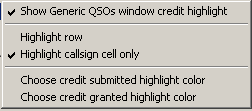 Show Generic QSOs window credit highlight
Highlight row
Highlight callsign cell only
Choose credit submitted highlight color
Choose credit granted highlight color